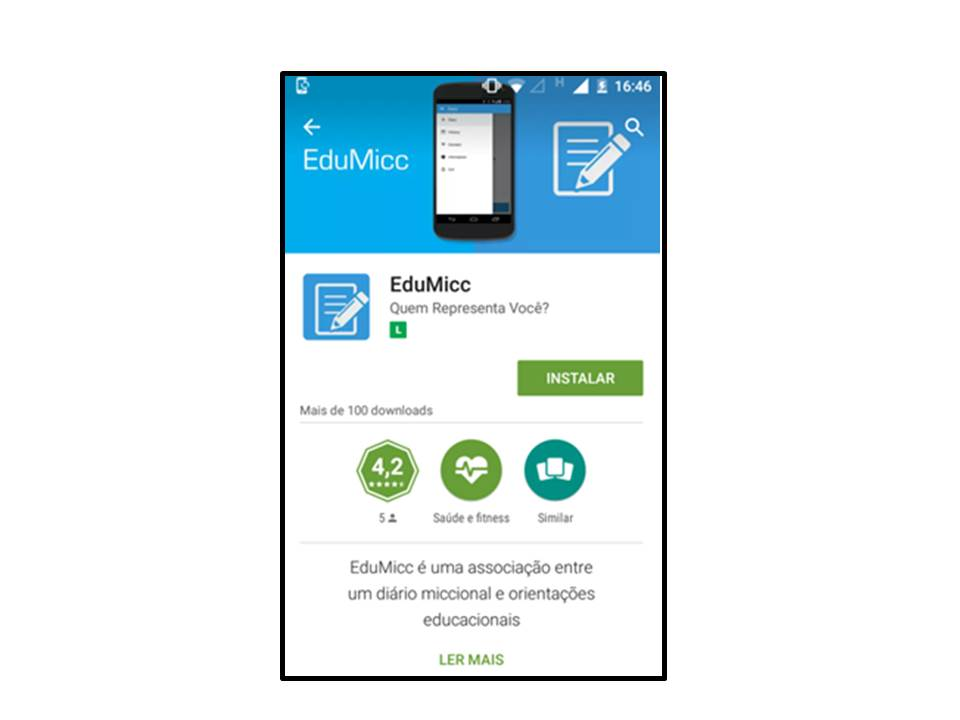 H 16:46
EduMicc
EduMicc
Quem Representa Você?
L
INSTALAR
Mais de 100 downloads
4,2
5
Saúde e fitness
Similar
EduMicc é uma associação entre
um diário miccional e orientações
educacionais
LER MAIS